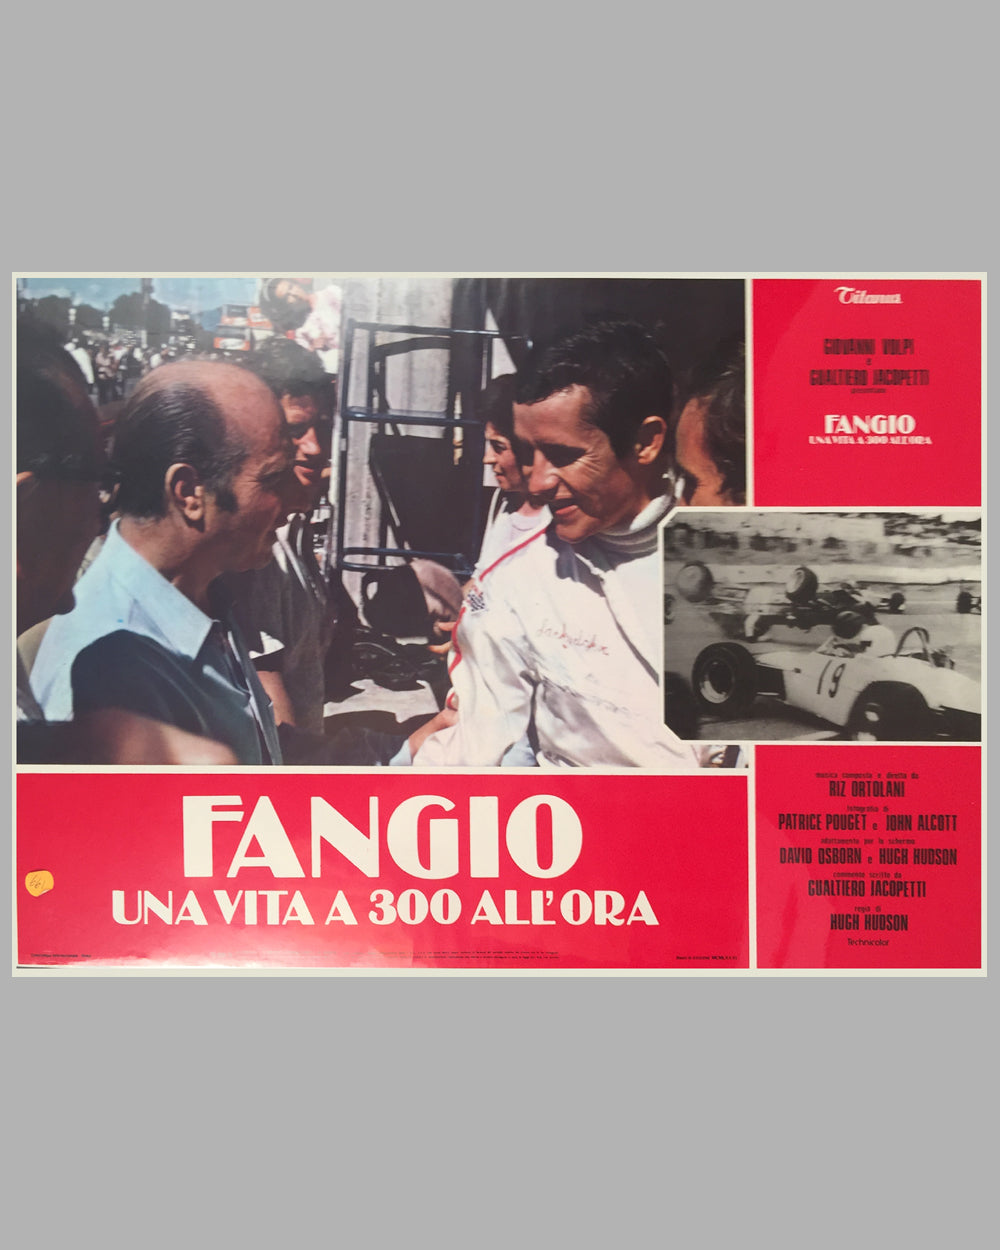 Titanus
GIOVANNI VOLPI
e
GUALTIERO JACOPETTI
presentano
FANGIO
UNA VITA A 300 ALL'ORA
19
musica composta e diretta da
RIZ ORTOLANI
fotografia di
PATRICE POUGET e JOHN ALCOTT
adattamento per lo schermo
DAVID OSBORN e HUGH HUDSON
commento scritto da
GUALTIERO JACOPETTI
regia di
HUGH HUDSON
Technicolor
FANGIO
UNA VITA A 300 ALL'ORA